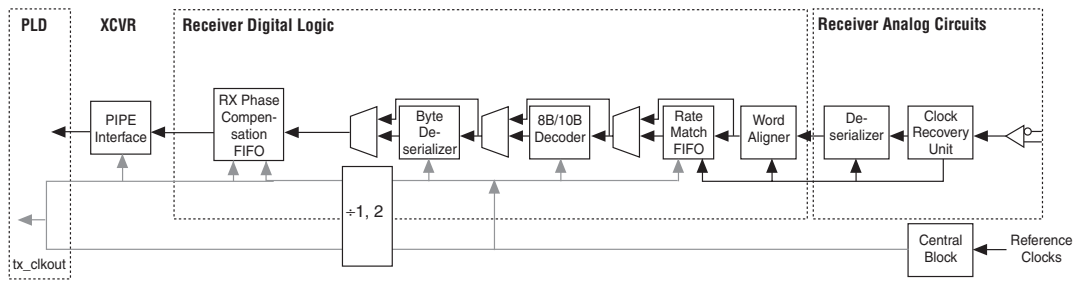 PLD
XCVR
Receiver Digital Logic
Receiver Analog Circuits
RX Phase
Compen-
sation
FIFO
PIPE
Interface
Byte
De-
serializer
8B/10B
Decoder
Rate
Match
FIFO
Word
Aligner
De-
serializer
Clock
Recovery
Unit
÷1, 2
tx_clkout
Central
Block
Reference
Clocks